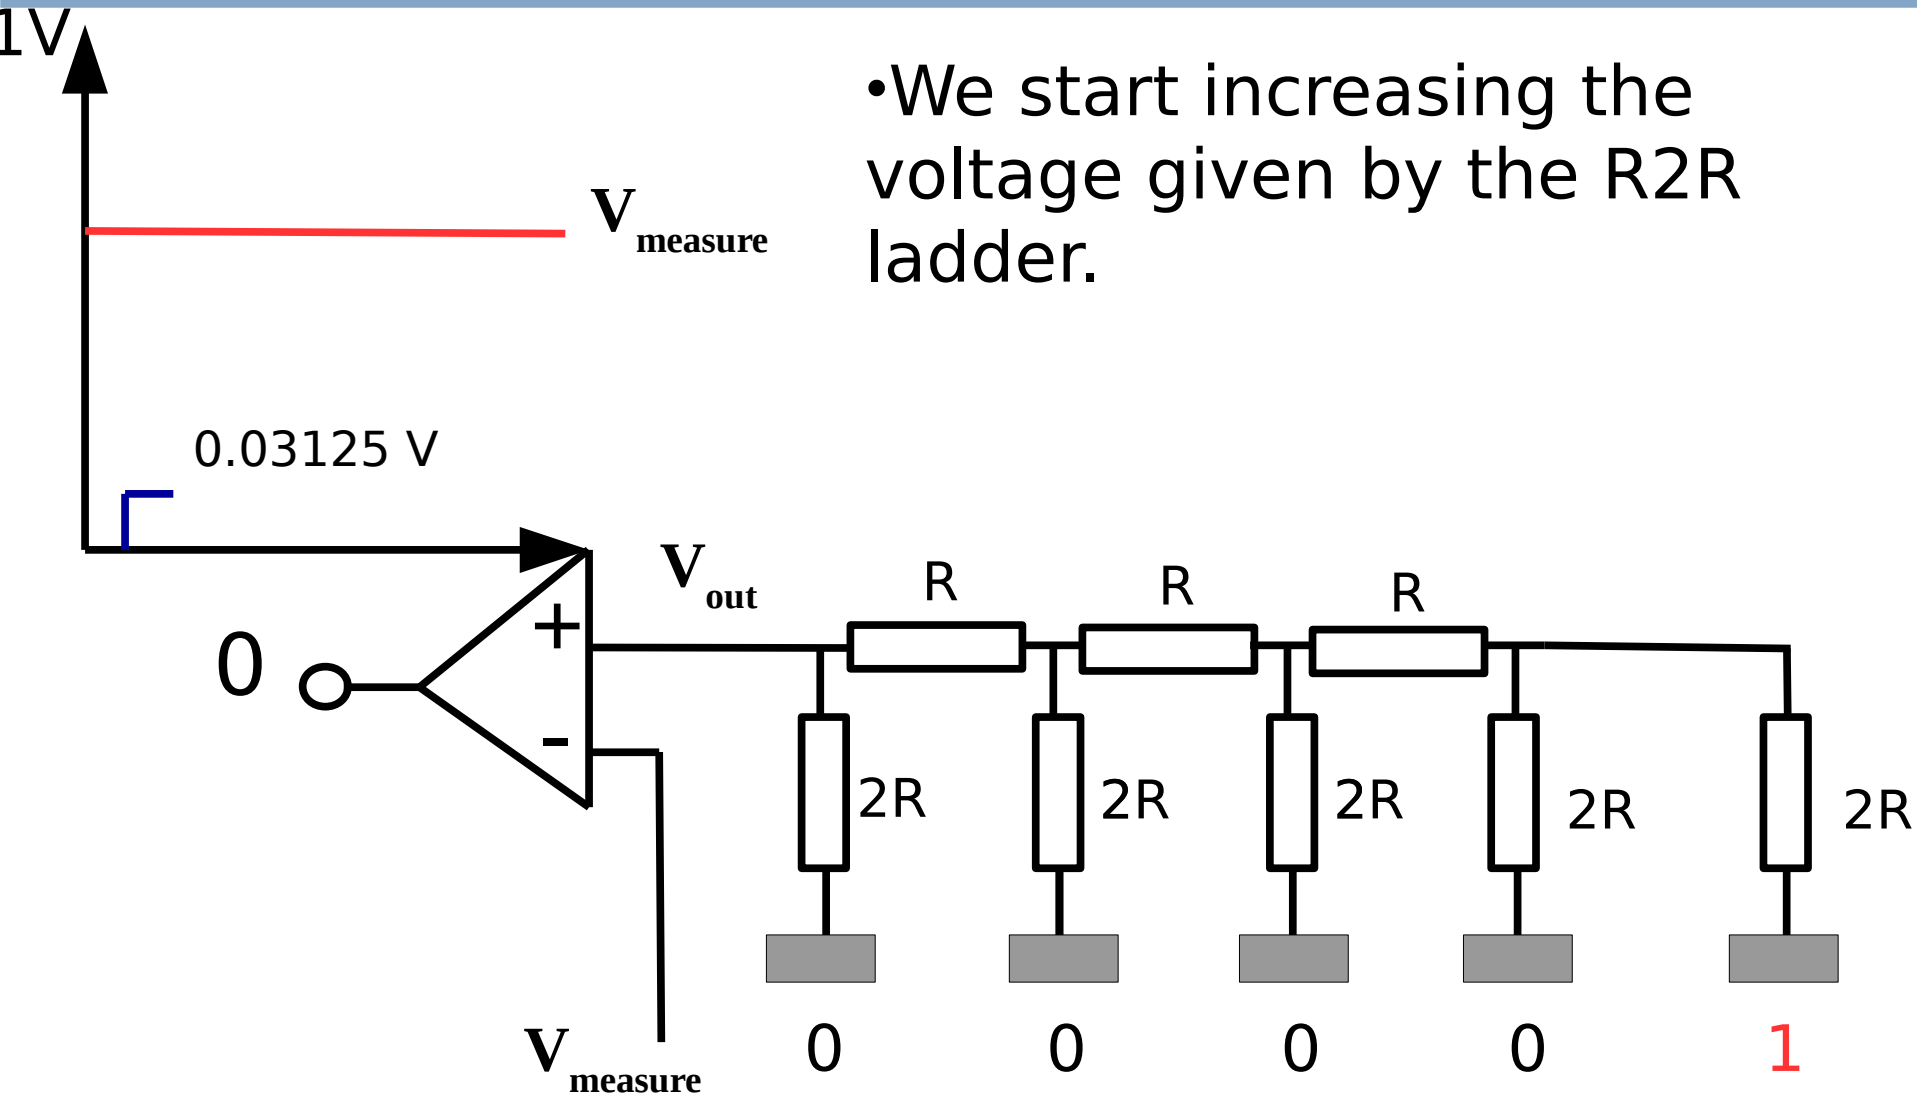 1V
•We start increasing the
voltage given by the R2R
ladder.
Vmeasure
0.03125 V
Vout
R
R
R
0
+
-
2R
2R
2R
2R
2R
Vmeasure
0
0
0
0
1